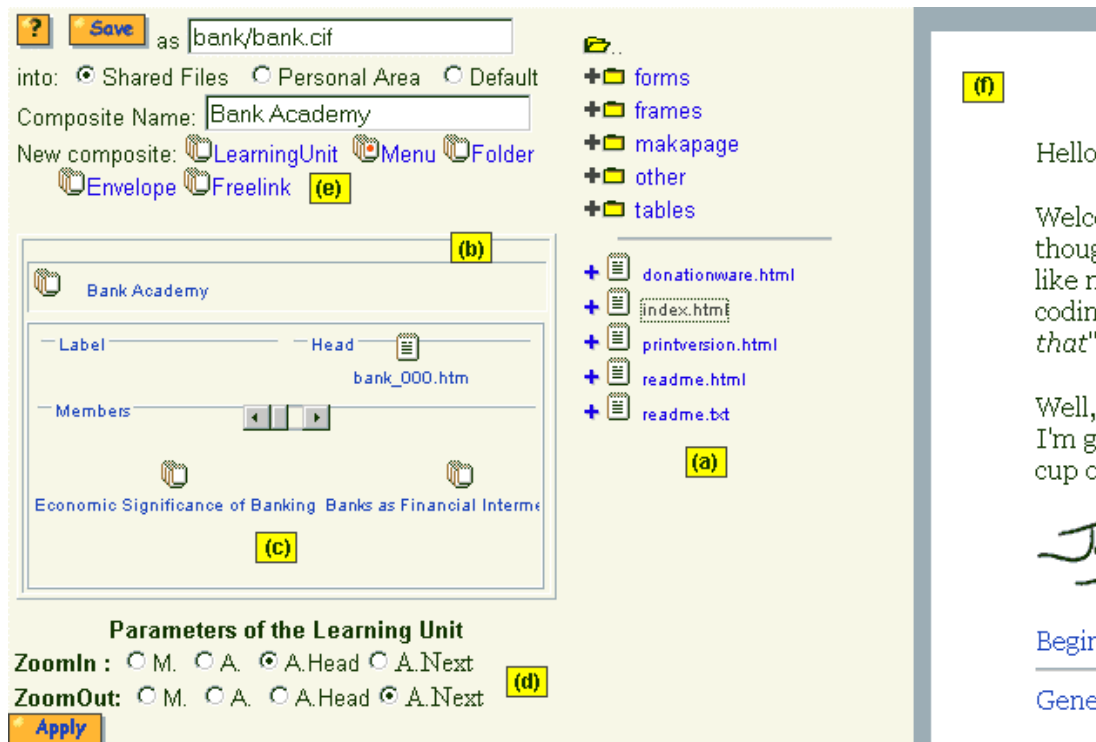 ? Save as bank/bank.cif
into: Shared Files Personal Area Default
Composite Name: Bank Academy
New composite: LearningUnit Menu Folder
Envelope Freelink (e)
(b)
Bank Academy
Label Head
bank_000.htm
Members
Economic Significance of Banking Banks as Financial Interme
(c)
Parameters of the Learning Unit
ZoomIn : M. A. A.Head A.Next
ZoomOut: M. A. A.Head A.Next
(d)
Apply
..
forms
frames
makapage
other
tables
donationware.html
index.html
printversion.html
readme.html
readme.txt
(a)
(f)
Hello
Welc
thoug
like
codin
that"
Well,
I'm g
cup
Begin
Gene